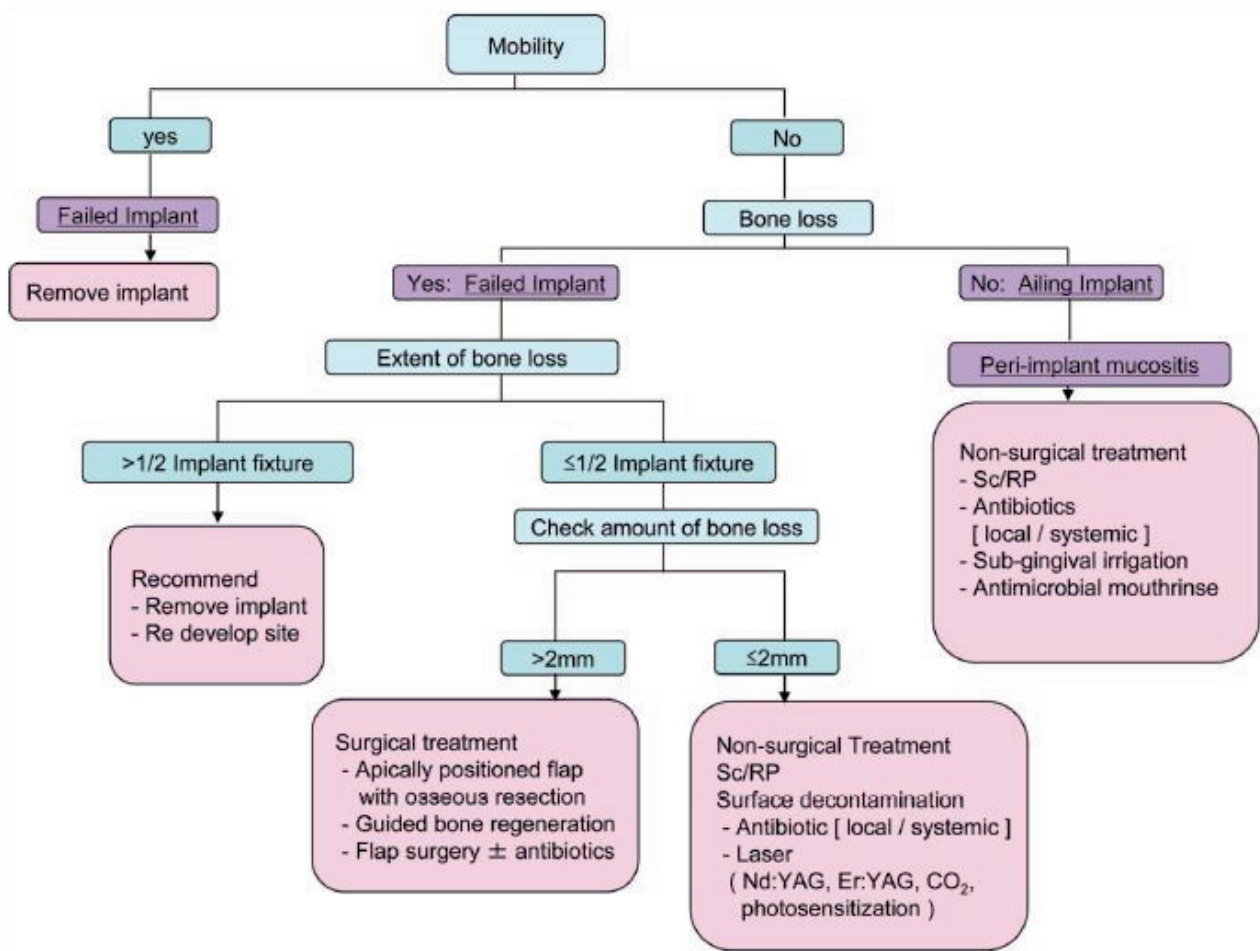 Mobility
yes
No
Failed Implant
Bone loss
Remove implant
Yes: Failed Implant
No: Ailing Implant
Extent of bone loss
Peri-implant mucositis
>1/2 Implant fixture
≤1/2 Implant fixture
Non-surgical treatment
- Sc/RP
- Antibiotics
[ local / systemic ]
- Sub-gingival irrigation
- Antimicrobial mouthrinse
Check amount of bone loss
Recommend
- Remove implant
- Re develop site
>2mm
≤2mm
Surgical treatment
- Apically positioned flap
with osseous resection
- Guided bone regeneration
- Flap surgery ± antibiotics
Non-surgical Treatment
Sc/RP
Surface decontamination
- Antibiotic [ local / systemic ]
- Laser
( Nd:YAG, Er:YAG, CO₂,
photosensitization )